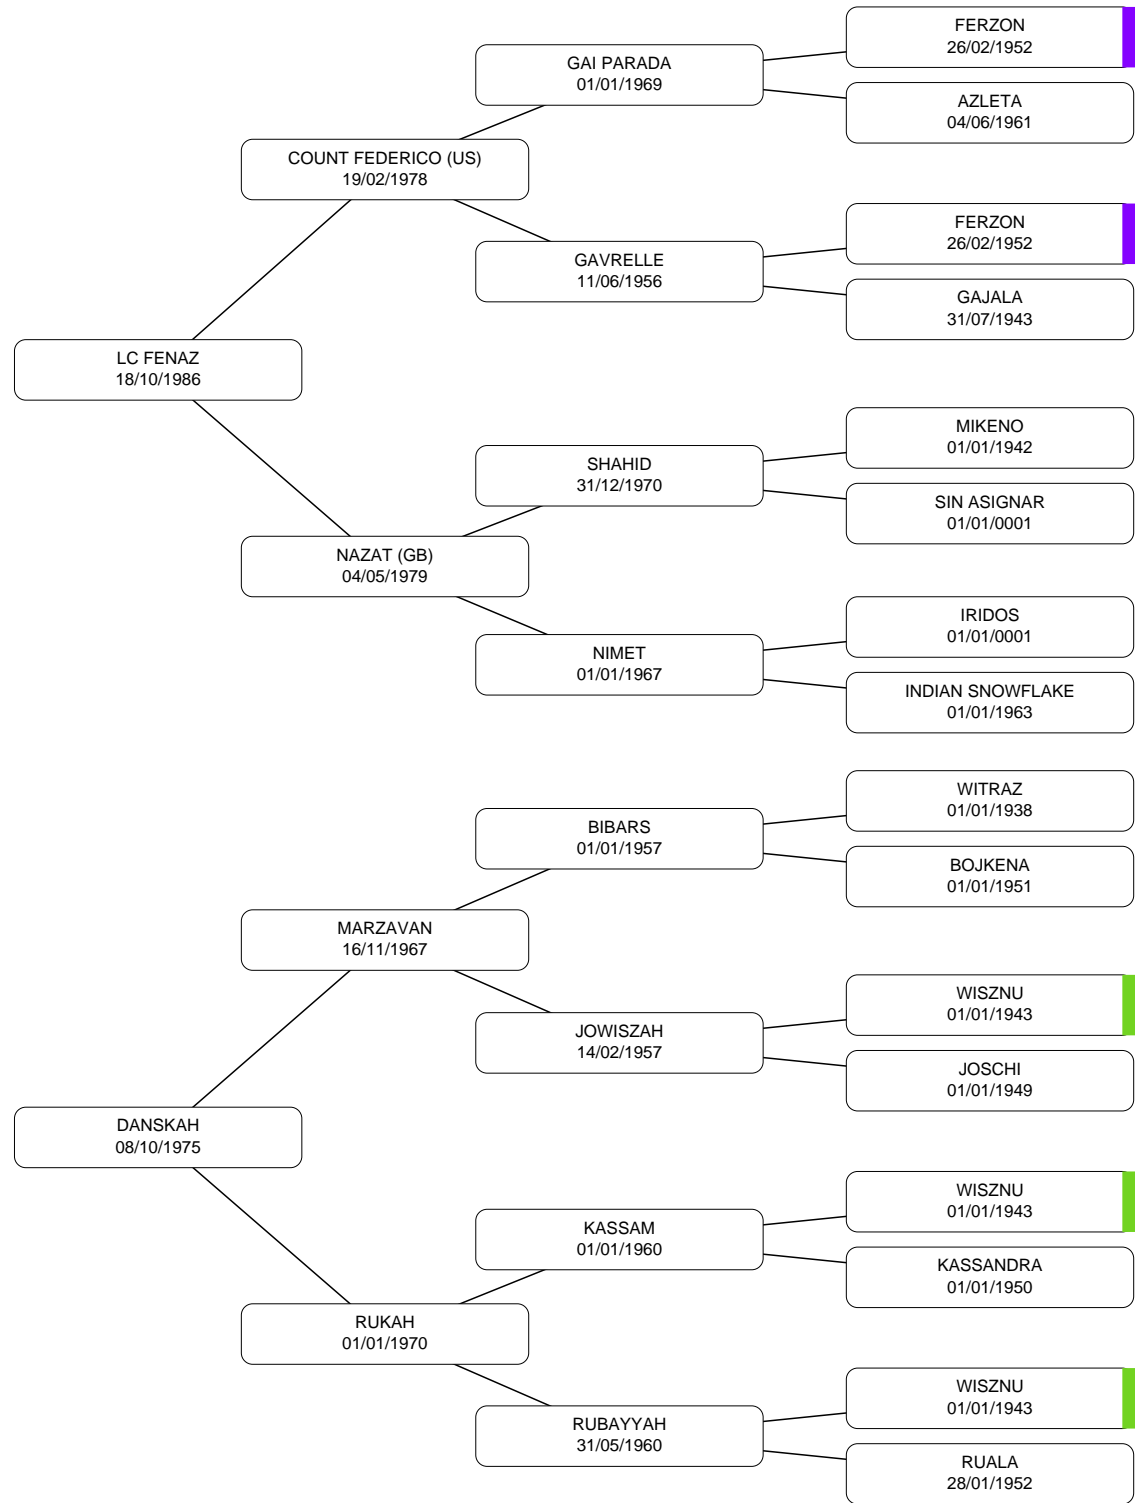 FERZON
26/02/1952
GAI PARADA
01/01/1969
AZLETA
04/06/1961
COUNT FEDERICO (US)
19/02/1978
FERZON
26/02/1952
GAVRELLE
11/06/1956
GAJALA
31/07/1943
LC FENAZ
18/10/1986
MIKENO
01/01/1942
SHAHID
31/12/1970
SIN ASIGNAR
01/01/0001
NAZAT (GB)
04/05/1979
IRIDOS
01/01/0001
NIMET
01/01/1967
INDIAN SNOWFLAKE
01/01/1963
WITRAZ
01/01/1938
BIBARS
01/01/1957
BOJKENA
01/01/1951
MARZAVAN
16/11/1967
WISZNU
01/01/1943
JOWISZAH
14/02/1957
JOSCHI
01/01/1949
DANSKAH
08/10/1975
WISZNU
01/01/1943
KASSAM
01/01/1960
KASSANDRA
01/01/1950
RUKAH
01/01/1970
WISZNU
01/01/1943
RUBAYYAH
31/05/1960
RUALA
28/01/1952